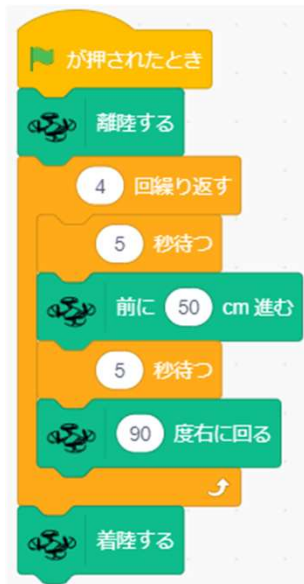 が押されたとき
離陸する
4 回繰り返す
5 秒待つ
前に 50 cm 進む
5 秒待つ
90 度右に回る
着陸する